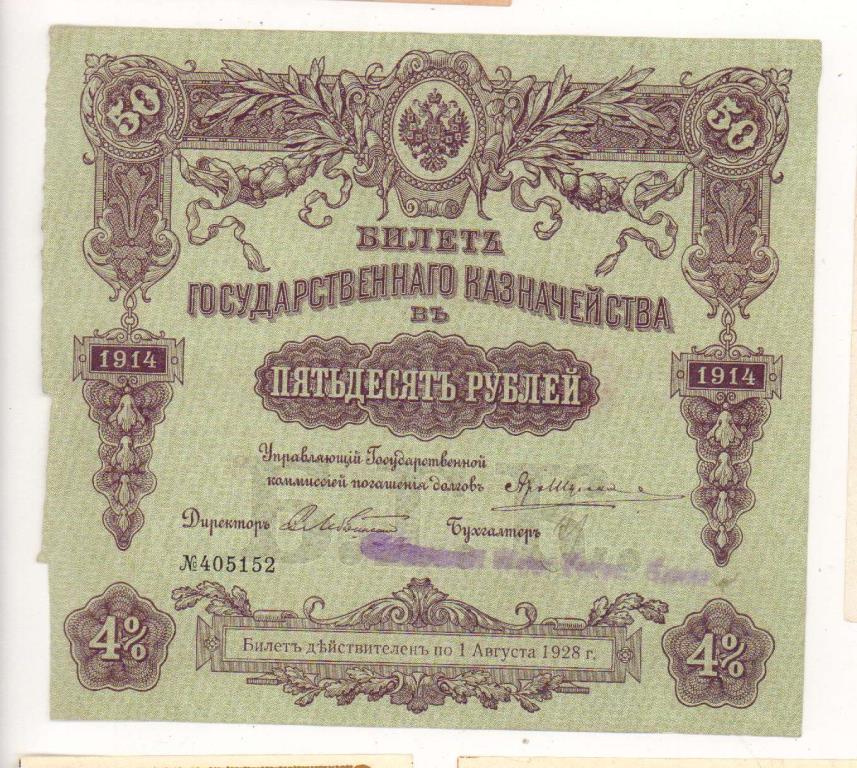 50 50
БИЛЕТЪ
ГОСУДАРСТВЕННАГО КАЗНАЧЕЙСТВА
ВЪ
1914 1914
ПЯТЬДЕСЯТЪ РУБЛЕЙ
Управляющій Государственной
коммиссіей погашенія долговъ
Директоръ Бухгалтеръ
№405152
4% 4%
Билетъ дѣйствителенъ по 1 Августа 1928 г.